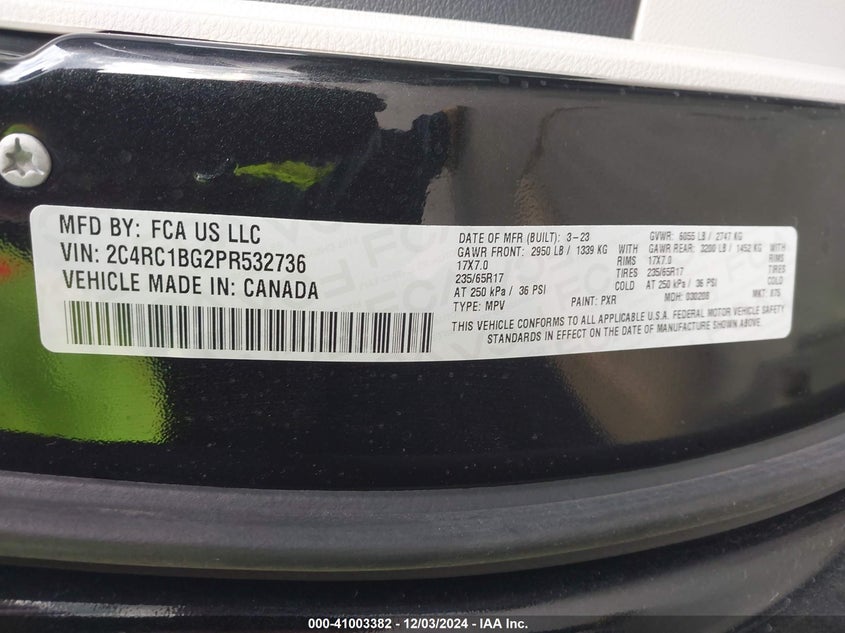 MFD BY: FCA US LLC
VIN: 2C4RC1BG2PR532736
VEHICLE MADE IN: CANADA
DATE OF MFR (BUILT): 3-23 GVWR: 6055 LB / 2747 KG
GAWR FRONT: 2950 LB / 1339 KG WITH GAWR REAR: 3200 LB / 1452 KG WITH
17X7.0 RIMS 17X7.0 RIMS
235/65R17 TIRES 235/65R17 TIRES
AT 250 kPa / 36 PSI COLD AT 250 kPa / 36 PSI COLD
TYPE: MPV PAINT: PXR MDH: 030208 MKT: 875
THIS VEHICLE CONFORMS TO ALL APPLICABLE U.S.A. FEDERAL MOTOR VEHICLE SAFETY
STANDARDS IN EFFECT ON THE DATE OF MANUFACTURE SHOWN ABOVE.
000-41003382 - 12/03/2024 - IAA Inc.